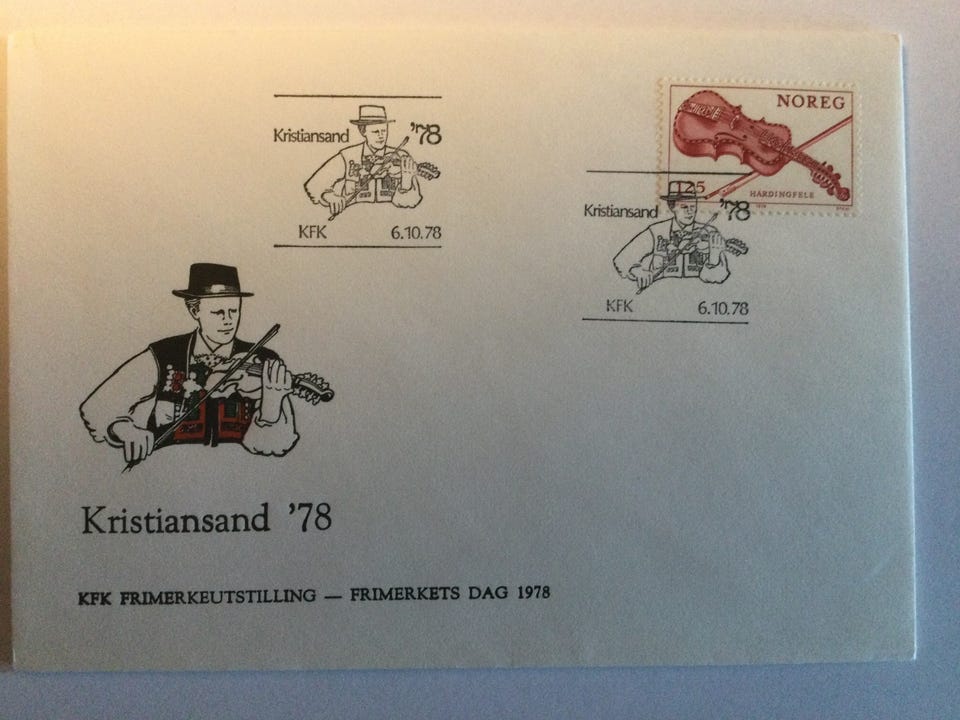 Kristiansand '78
KFK 6.10.78
NOREG
125
HARDINGFELE
Kristiansand '78
KFK 6.10.78
Kristiansand '78
KFK FRIMERKEUTSTILLING — FRIMERKETS DAG 1978